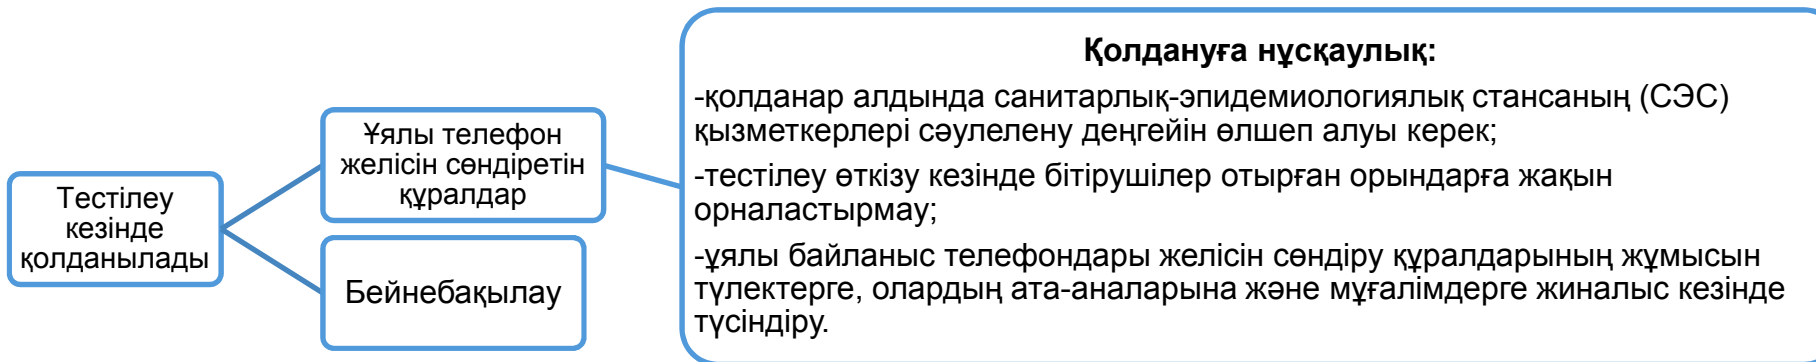 Тестілеу
кезінде
қолданылады
Ұялы телефон
желісін сөндіретін
құралдар
Бейнебақылау
Қолдануға нұсқаулық:
-қолданар алдында санитарлық-эпидемиологиялық стансаның (СЭС)
қызметкерлері сәулелену деңгейін өлшеп алуы керек;
-тестілеу өткізу кезінде бітірушілер отырған орындарға жақын
орналастырмау;
-ұялы байланыс телефондары желісін сөндіру құралдарының жұмысын
түлектерге, олардың ата-аналарына және мұғалімдерге жиналыс кезінде
түсіндіру.